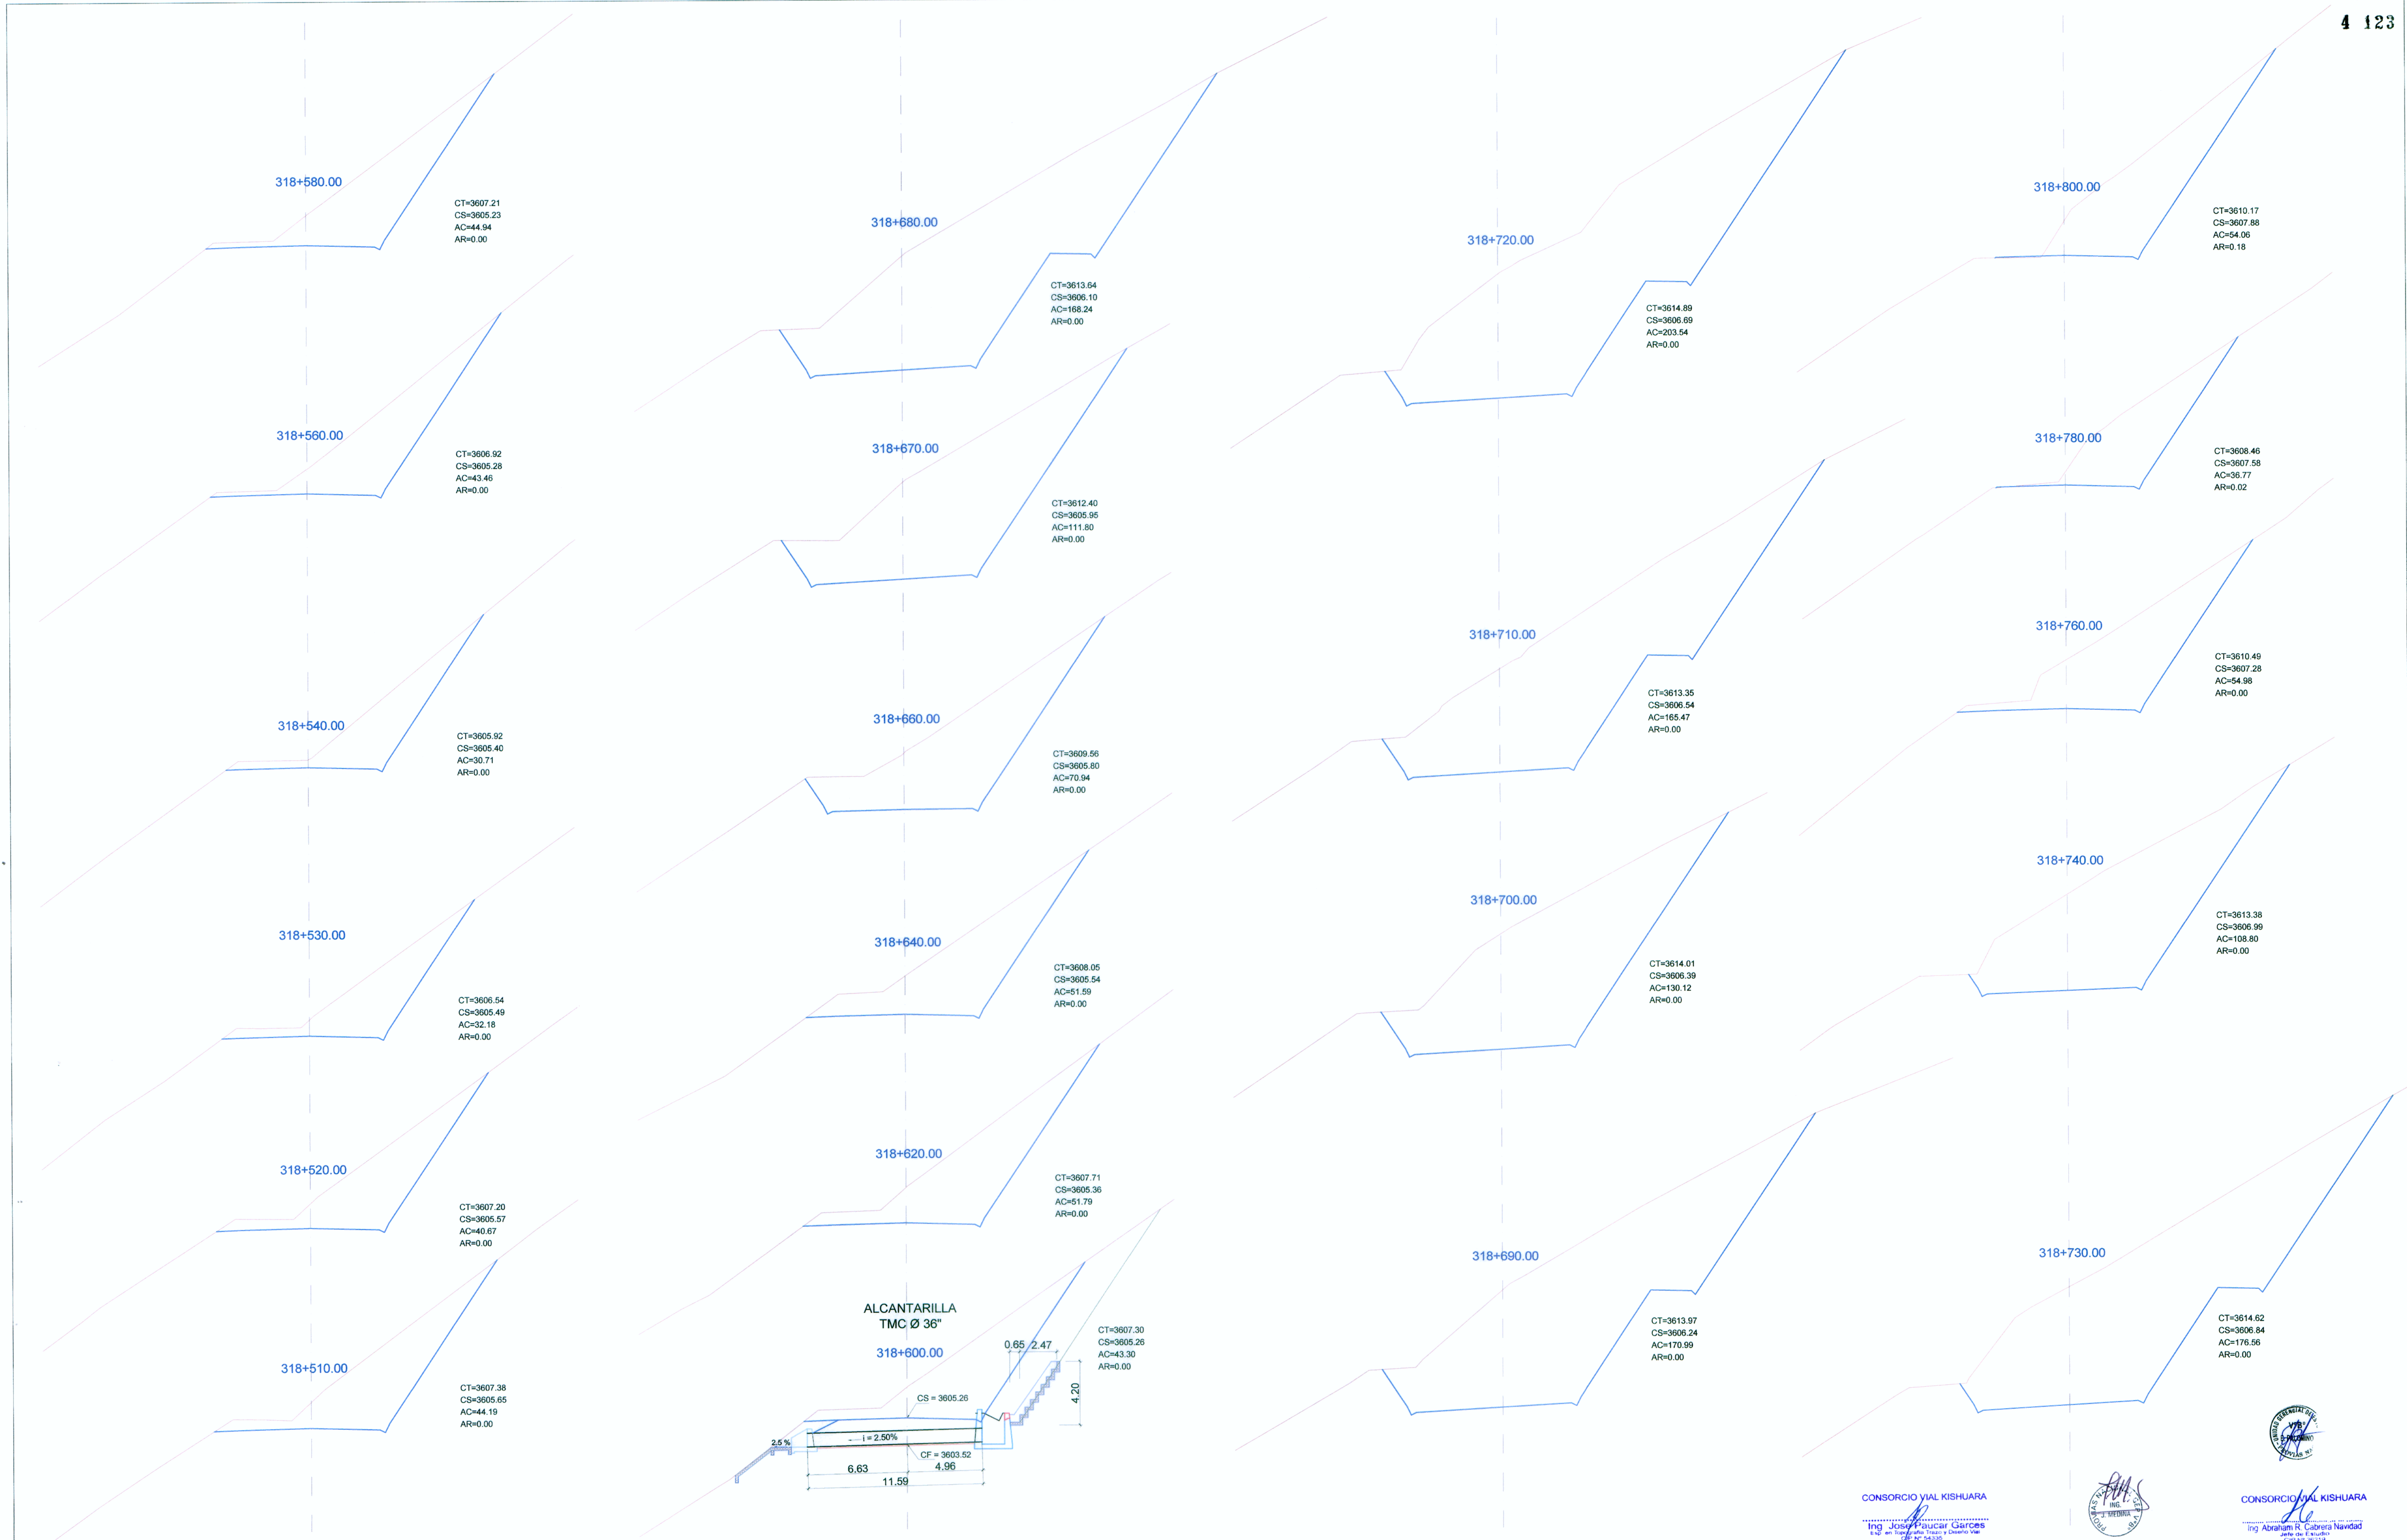 4 123
318+580.00
CT=3607.21
CS=3605.23
AC=44.94
AR=0.00
318+560.00
CT=3606.92
CS=3605.28
AC=43.46
AR=0.00
318+540.00
CT=3605.92
CS=3605.40
AC=30.71
AR=0.00
318+530.00
CT=3606.54
CS=3605.49
AC=32.18
AR=0.00
318+520.00
CT=3607.20
CS=3605.57
AC=40.67
AR=0.00
318+510.00
CT=3607.38
CS=3605.65
AC=44.19
AR=0.00
318+680.00
CT=3613.64
CS=3606.10
AC=168.24
AR=0.00
318+670.00
CT=3612.40
CS=3605.95
AC=111.80
AR=0.00
318+660.00
CT=3609.56
CS=3605.80
AC=70.94
AR=0.00
318+640.00
CT=3608.05
CS=3605.54
AC=51.59
AR=0.00
318+620.00
CT=3607.71
CS=3605.36
AC=51.79
AR=0.00
ALCANTARILLA
TMC Ø 36"
318+600.00
CT=3607.30
CS=3605.26
AC=43.30
AR=0.00
0.65 2.47
4.20
CS = 3605.26
2.5 %
i = 2.50%
CF = 3603.52
6.63 4.96
11.59
318+720.00
CT=3614.89
CS=3606.69
AC=203.54
AR=0.00
318+710.00
CT=3613.35
CS=3606.54
AC=165.47
AR=0.00
318+700.00
CT=3614.01
CS=3606.39
AC=130.12
AR=0.00
318+690.00
CT=3613.97
CS=3606.24
AC=170.99
AR=0.00
318+800.00
CT=3610.17
CS=3607.88
AC=54.06
AR=0.18
318+780.00
CT=3608.46
CS=3607.58
AC=36.77
AR=0.02
318+760.00
CT=3610.49
CS=3607.28
AC=54.98
AR=0.00
318+740.00
CT=3613.38
CS=3606.99
AC=108.80
AR=0.00
318+730.00
CT=3614.62
CS=3606.84
AC=176.56
AR=0.00
CONSORCIO VIAL KISHUARA
Ing José Paucar Garces
Esp. en Topografía Trazo y Diseño Vial
CIP Nº 54335
ING.
J. MEDINA
CONSORCIO VIAL KISHUARA
Ing Abraham R. Cabrera Navidad
Jefe de Estudio